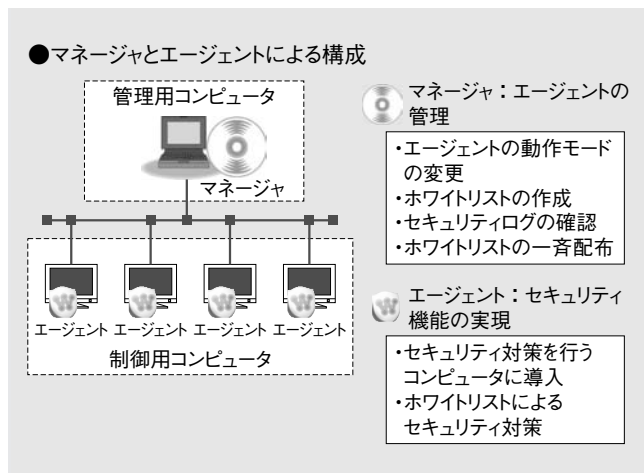 ●マネージャとエージェントによる構成
管理用コンピュータ
マネージャ
エージェント エージェント エージェント エージェント
制御用コンピュータ
マネージャ：エージェントの
管理
・エージェントの動作モード
の変更
・ホワイトリストの作成
・セキュリティログの確認
・ホワイトリストの一斉配布
エージェント：セキュリティ
機能の実現
・セキュリティ対策を行う
コンピュータに導入
・ホワイトリストによる
セキュリティ対策